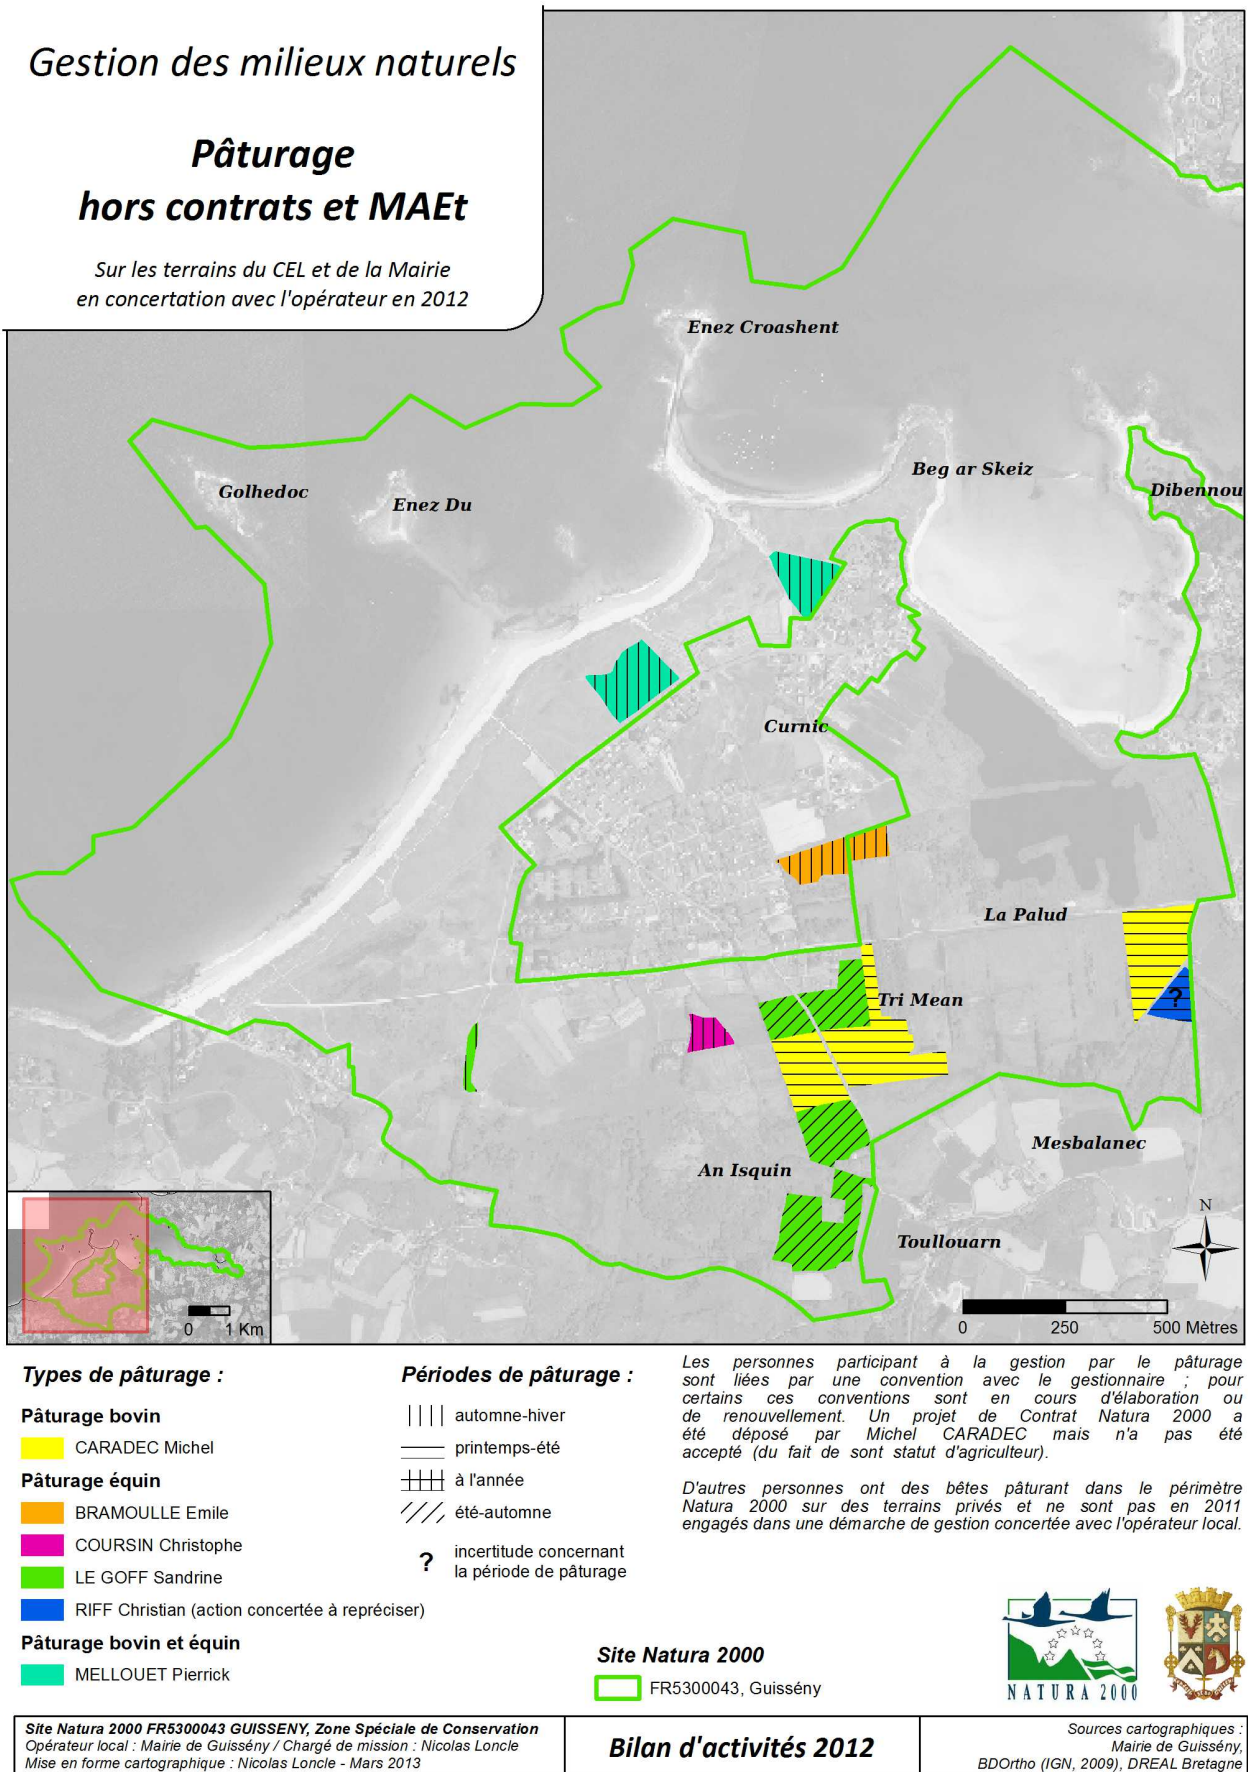 Gestion des milieux naturels
Pâturage
hors contrats et MAEt
Sur les terrains du CEL et de la Mairie
en concertation avec l'opérateur en 2012
Enez Croashent
Beg ar Skeiz
Golhedoc
Enez Du
Dibennou
Curnic
La Palud
Tri Mean
?
Mesbalanec
An Isquin
Toullouarn
N
0 1 Km
0 250 500 Mètres
Types de pâturage :
Pâturage bovin
CARADEC Michel
Pâturage équin
BRAMOULLE Emile
COURSIN Christophe
LE GOFF Sandrine
RIFF Christian (action concertée à repréciser)
Pâturage bovin et équin
MELLOUET Pierrick
Périodes de pâturage :
automne-hiver
printemps-été
à l'année
été-automne
? incertitude concernant
la période de pâturage
Les personnes participant à la gestion par le pâturage
sont liées par une convention avec le gestionnaire ; pour
certains ces conventions sont en cours d'élaboration ou
de renouvellement. Un projet de Contrat Natura 2000 a
été déposé par Michel CARADEC mais n'a pas été
accepté (du fait de sont statut d'agriculteur).
D'autres personnes ont des bêtes pâturant dans le périmètre
Natura 2000 sur des terrains privés et ne sont pas en 2011
engagés dans une démarche de gestion concertée avec l'opérateur local.
Site Natura 2000
FR5300043, Guissény
NATURA 2000
Site Natura 2000 FR5300043 GUISSENY, Zone Spéciale de Conservation
Opérateur local : Mairie de Guissény / Chargé de mission : Nicolas Loncle
Mise en forme cartographique : Nicolas Loncle - Mars 2013
Bilan d'activités 2012
Sources cartographiques :
Mairie de Guissény,
BDOrtho (IGN, 2009), DREAL Bretagne